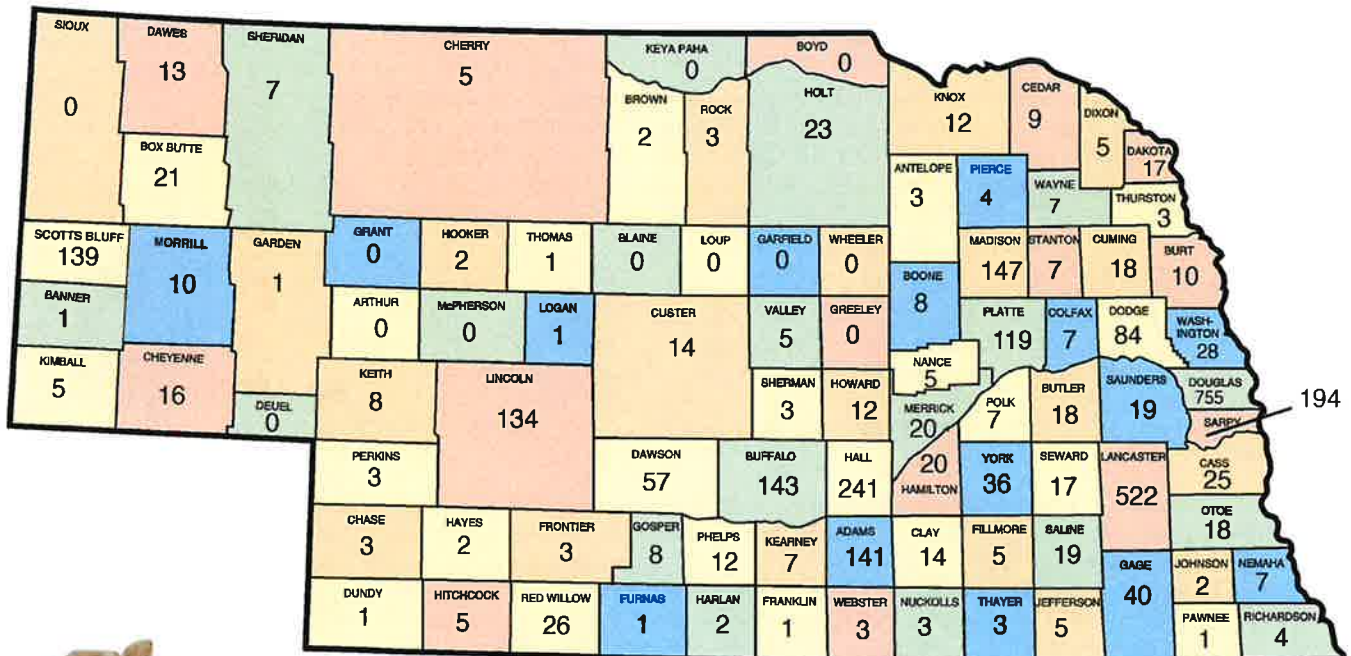 SIOUX
0
DAWES
13
SHERIDAN
7
CHERRY
5
KEYA PAHA
0
BOYD
0
BOX BUTTE
21
BROWN
2
ROCK
3
HOLT
23
KNOX
12
CEDAR
9
DIXON
5
DAKOTA
17
ANTELOPE
3
PIERCE
4
WAYNE
7
THURSTON
3
SCOTTS BLUFF
139
MORRILL
10
GARDEN
1
GRANT
0
HOOKER
2
THOMAS
1
BLAINE
0
LOUP
0
GARFIELD
0
WHEELER
0
BOONE
8
MADISON
147
STANTON
7
CUMING
18
BURT
10
BANNER
1
ARTHUR
0
McPHERSON
0
LOGAN
1
CUSTER
14
VALLEY
5
GREELEY
0
PLATTE
119
COLFAX
7
DODGE
84
WASH-
INGTON
28
KIMBALL
5
CHEYENNE
16
DEUEL
0
KEITH
8
LINCOLN
134
SHERMAN
3
HOWARD
12
NANCE
5
MERRICK
20
POLK
7
BUTLER
18
SAUNDERS
19
DOUGLAS
755
SARPY
194
PERKINS
3
DAWSON
57
BUFFALO
143
HALL
241
20
HAMILTON
YORK
36
SEWARD
17
LANCASTER
522
CASS
25
OTOE
18
CHASE
3
HAYES
2
FRONTIER
3
GOSPER
8
PHELPS
12
KEARNEY
7
ADAMS
141
CLAY
14
FILLMORE
5
SALINE
19
GAGE
40
JOHNSON
2
NEMAHA
7
DUNDY
1
HITCHCOCK
5
RED WILLOW
26
FURNAS
1
HARLAN
2
FRANKLIN
1
WEBSTER
3
NUCKOLLS
3
THAYER
3
JEFFERSON
5
PAWNEE
1
RICHARDSON
4